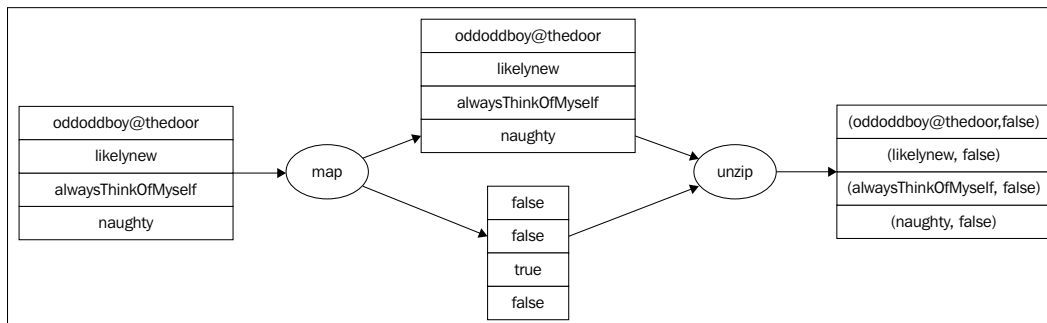 oddoddboy@thedoor
likelynew
alwaysThinkOfMyself
naughty
map
oddoddboy@thedoor
likelynew
alwaysThinkOfMyself
naughty
false
false
true
false
unzip
(oddoddboy@thedoor,false)
(likelynew, false)
(alwaysThinkOfMyself, false)
(naughty, false)